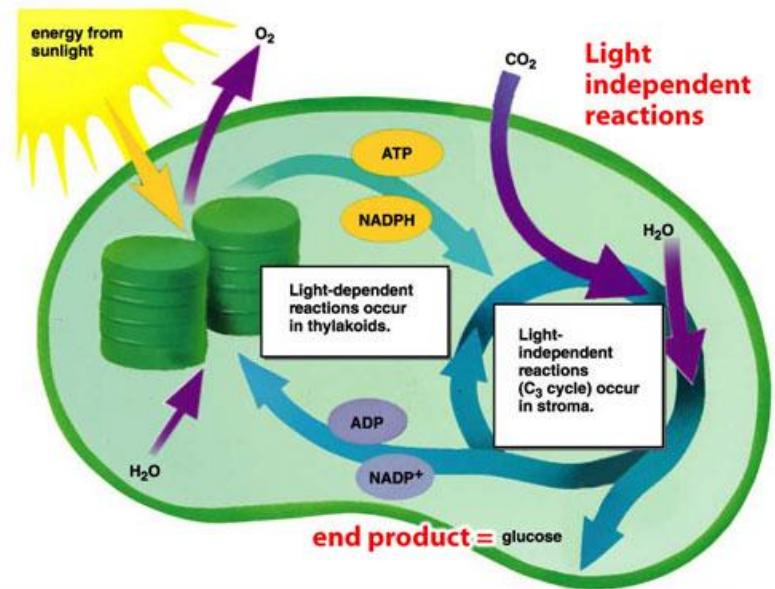 energy from
sunlight
O₂
CO₂
Light
independent
reactions
ATP
NADPH
H₂O
Light-dependent
reactions occur
in thylakoids.
Light-
independent
reactions
(C₃ cycle) occur
in stroma.
ADP
NADP⁺
H₂O
end product = glucose